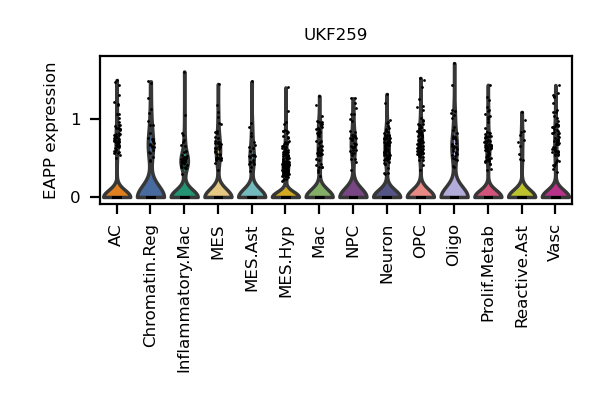 UKF259
EAPP expression
1
0
AC
Chromatin.Reg
Inflammatory.Mac
MES
MES.Ast
MES.Hyp
Mac
NPC
Neuron
OPC
Oligo
Prolif.Metab
Reactive.Ast
Vasc